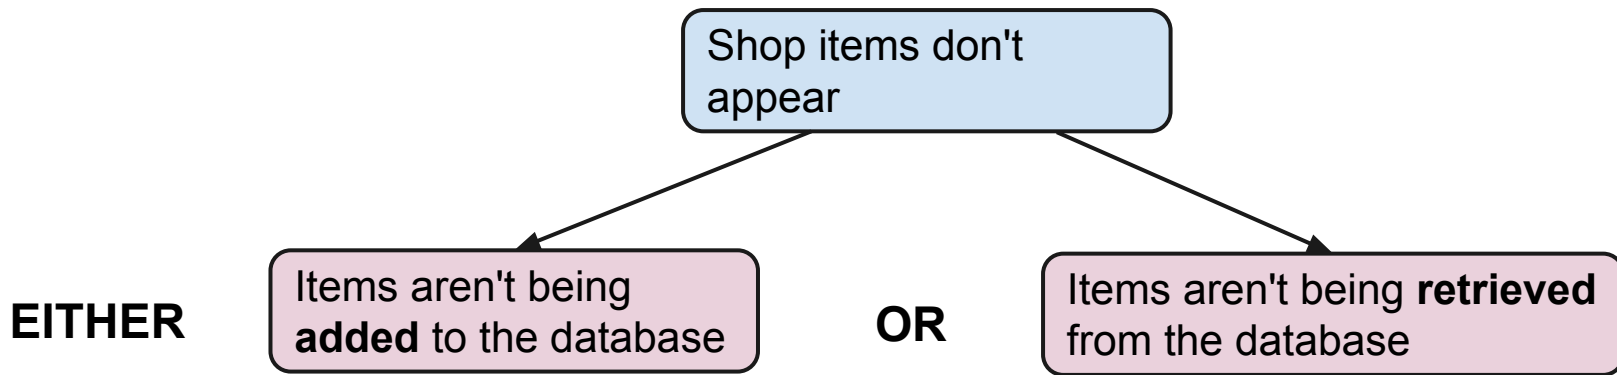 Shop items don't
appear
EITHER
Items aren't being
added to the database
OR
Items aren't being retrieved
from the database